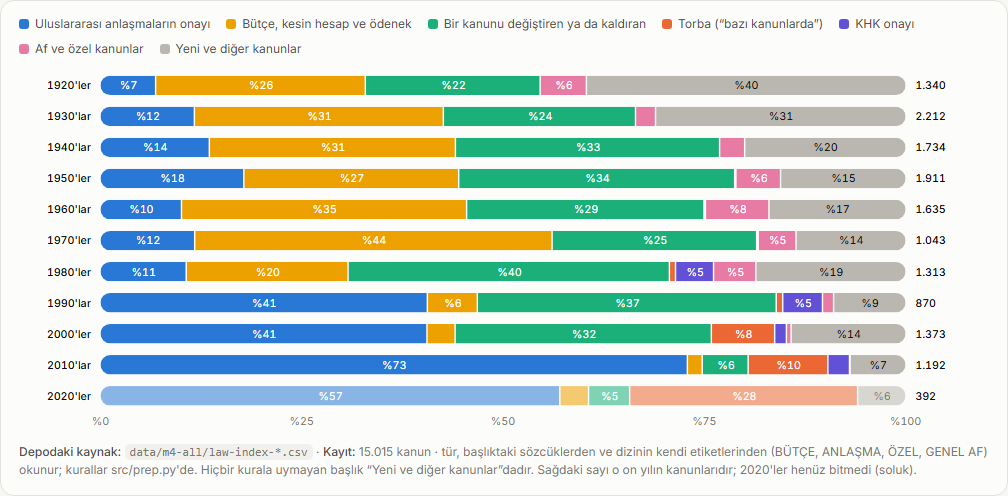 Uluslararası anlaşmaların onayı Bütçe, kesin hesap ve ödenek Bir kanunu değiştiren ya da kaldıran Torba (“bazı kanunlarda”) KHK onayı
Af ve özel kanunlar Yeni ve diğer kanunlar
1920'ler %7 %26 %22 %6 %40 1.340
1930'lar %12 %31 %24 %31 2.212
1940'lar %14 %31 %33 %20 1.734
1950'ler %18 %27 %34 %6 %15 1.911
1960'ler %10 %35 %29 %8 %17 1.635
1970'ler %12 %44 %25 %5 %14 1.043
1980'ler %11 %20 %40 %5 %5 %19 1.313
1990'lar %41 %6 %37 %5 %9 870
2000'ler %41 %32 %8 %14 1.373
2010'lar %73 %6 %10 %7 1.192
2020'ler %57 %5 %28 %6 392
%0 %25 %50 %75 %100
Depodaki kaynak: data/m4-all/law-index-*.csv · Kayıt: 15.015 kanun · tür, başlıktaki sözcüklerden ve dizinin kendi etiketlerinden (BÜTÇE, ANLAŞMA, ÖZEL, GENEL AF)
okunur; kurallar src/prep.py'de. Hiçbir kurala uymayan başlık “Yeni ve diğer kanunlar”dadır. Sağdaki sayı o on yılın kanunlarıdır; 2020'ler henüz bitmedi (soluk).